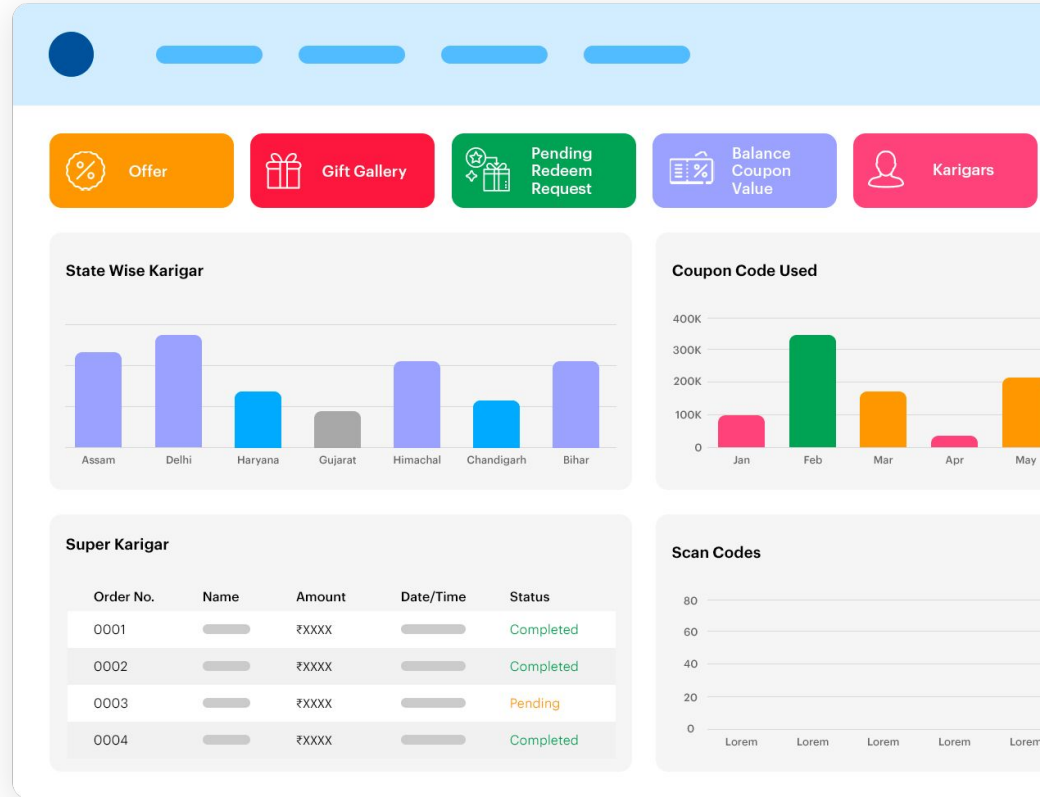 Offer
Gift Gallery
Pending
Redeem
Request
Balance
Coupon
Value
Karigars
State Wise Karigar
Assam Delhi Haryana Gujarat Himachal Chandigarh Bihar
Coupon Code Used
400K
300K
200K
100K
0
Jan Feb Mar Apr May
Super Karigar
Order No. Name Amount Date/Time Status
0001 ₹XXXX Completed
0002 ₹XXXX Completed
0003 ₹XXXX Pending
0004 ₹XXXX Completed
Scan Codes
80
60
40
20
0
Lorem Lorem Lorem Lorem Lorem